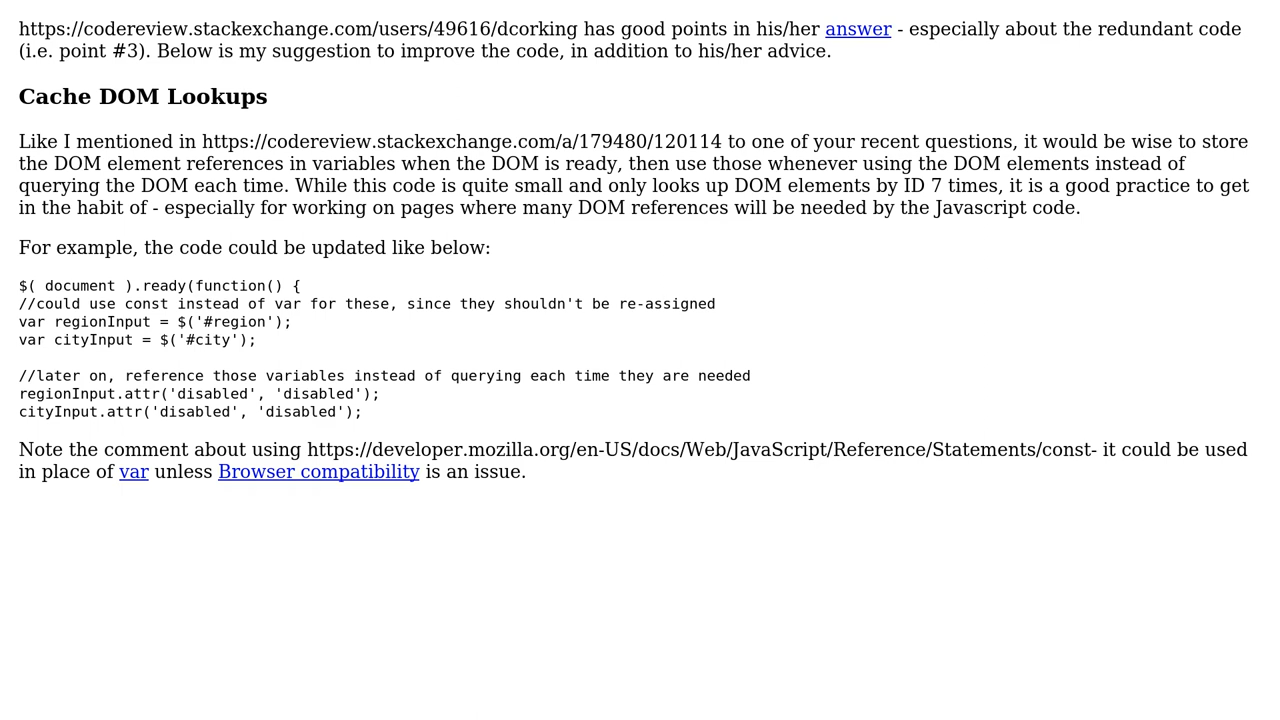 https://codereview.stackexchange.com/users/49616/dcorking has good points in his/her answer - especially about the redundant code
(i.e. point #3). Below is my suggestion to improve the code, in addition to his/her advice.
Cache DOM Lookups
Like I mentioned in https://codereview.stackexchange.com/a/179480/120114 to one of your recent questions, it would be wise to store
the DOM element references in variables when the DOM is ready, then use those whenever using the DOM elements instead of
querying the DOM each time. While this code is quite small and only looks up DOM elements by ID 7 times, it is a good practice to get
in the habit of - especially for working on pages where many DOM references will be needed by the Javascript code.
For example, the code could be updated like below:
$( document ).ready(function() {
//could use const instead of var for these, since they shouldn't be re-assigned
var regionInput = $('#region');
var cityInput = $('#city');
//later on, reference those variables instead of querying each time they are needed
regionInput.attr('disabled', 'disabled');
cityInput.attr('disabled', 'disabled');
Note the comment about using https://developer.mozilla.org/en-US/docs/Web/JavaScript/Reference/Statements/const- it could be used
in place of var unless Browser compatibility is an issue.